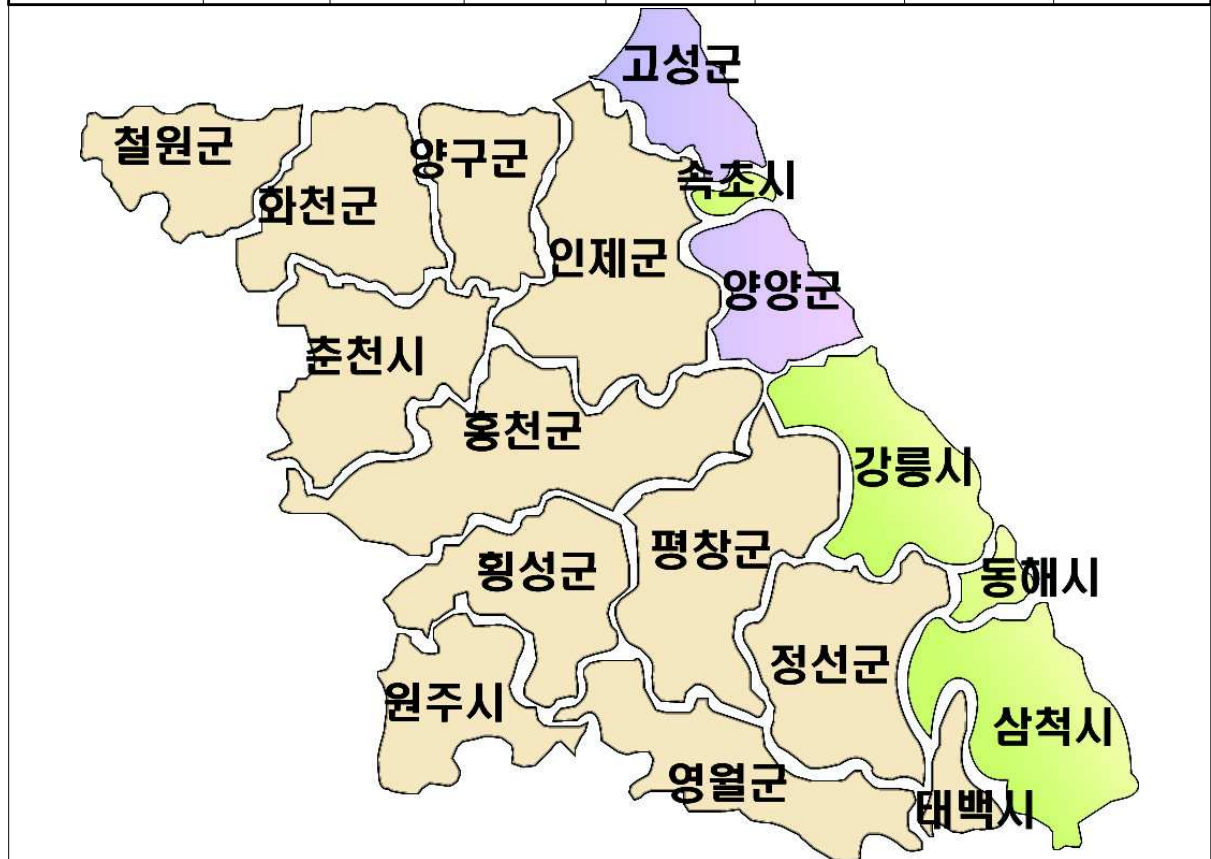 고성군
철원군
양구군
속초시
화천군
인제군
양양군
춘천시
홍천군
강릉시
평창군
횡성군
동해시
정선군
원주시
삼척시
영월군
태백시